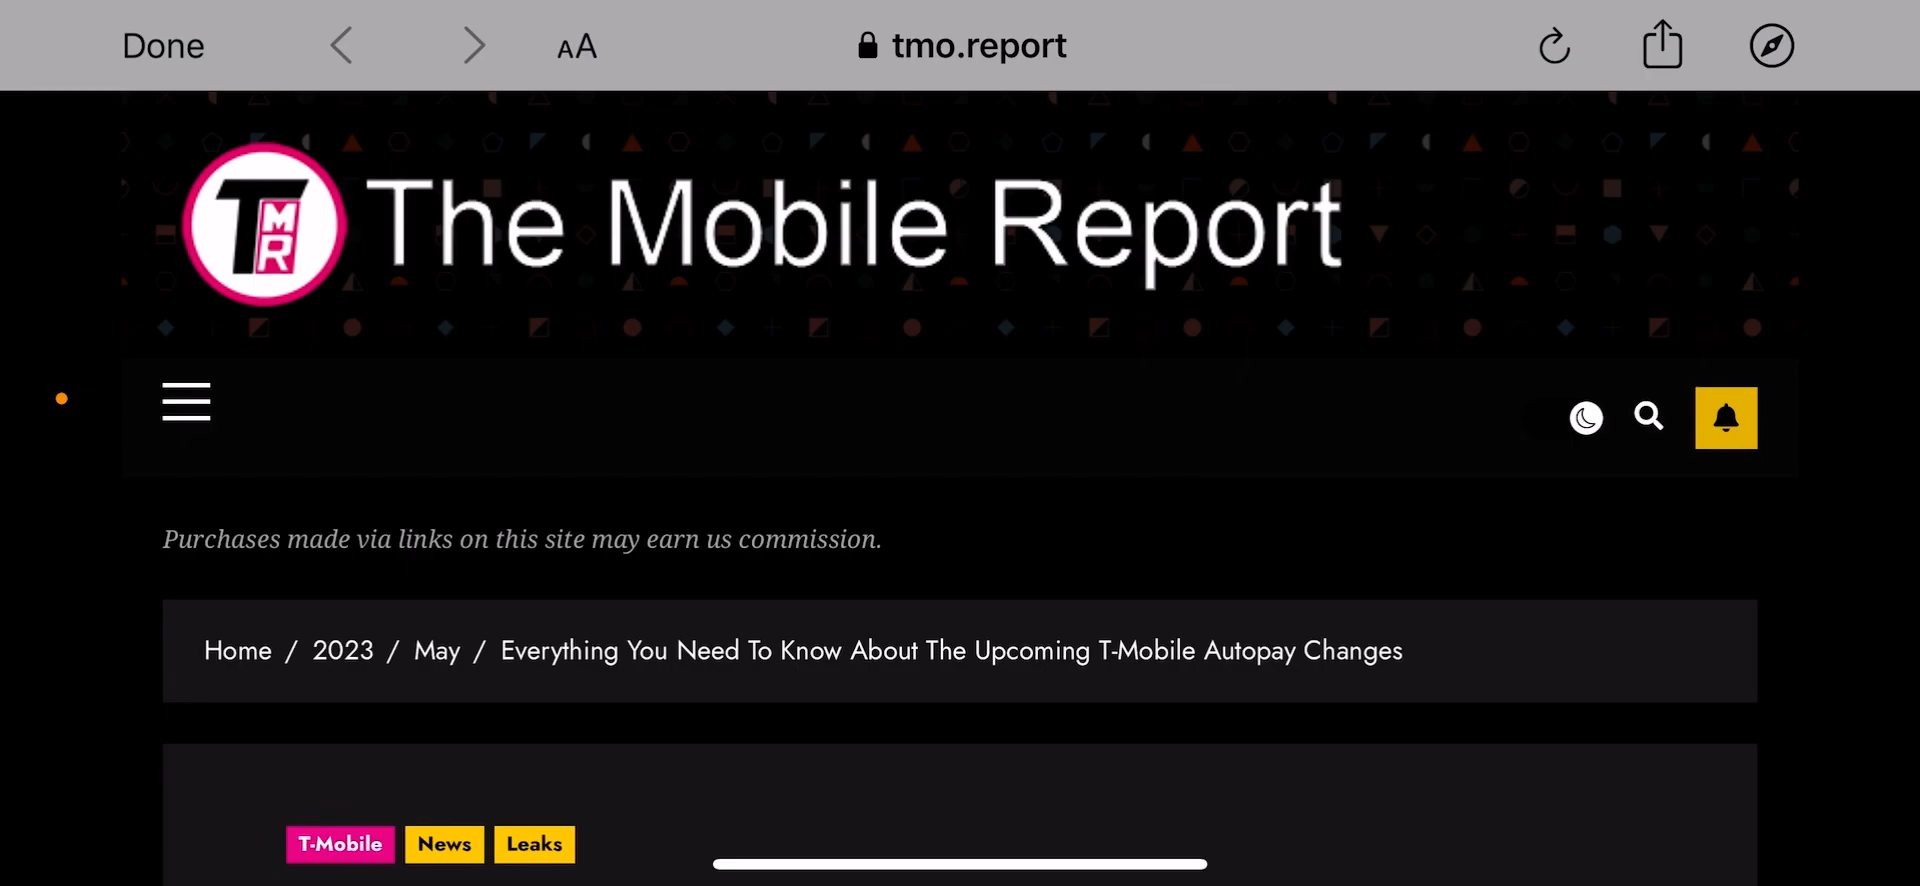 Done
AA
tmo.report
TMR
The Mobile Report
Purchases made via links on this site may earn us commission.
Home / 2023 / May / Everything You Need To Know About The Upcoming T-Mobile Autopay Changes
T-Mobile News Leaks